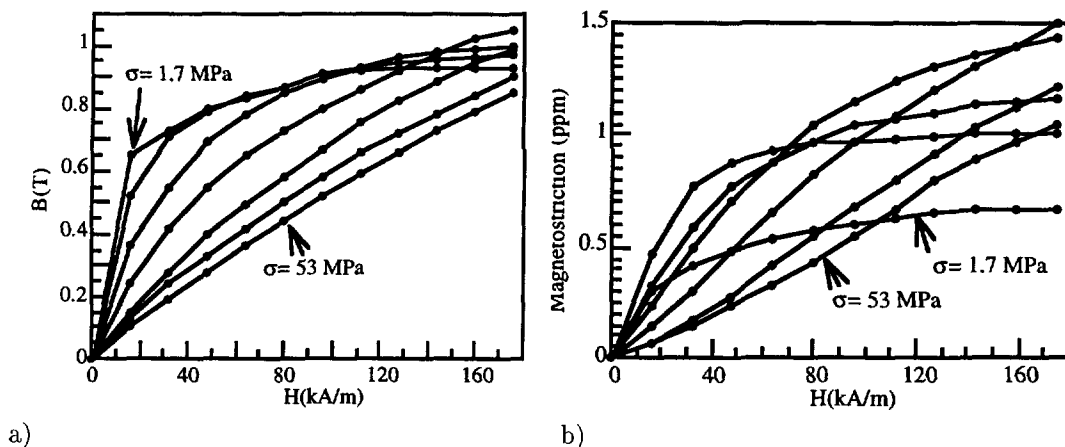 1
0.8
0.6
0.4
0.2
0
B(T)
σ= 1.7 MPa
σ= 53 MPa
0 40 80 120 160
H(kA/m)
a)
1.5
1
0.5
0
Magnetostriction (ppm)
σ= 1.7 MPa
σ= 53 MPa
0 40 80 120 160
H(kA/m)
b)